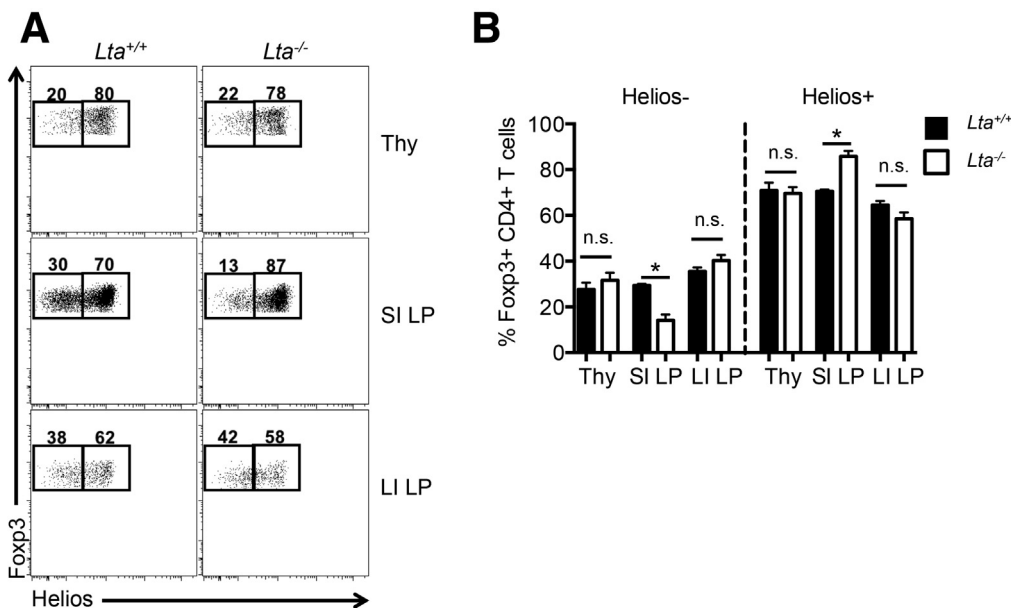 A
Lta+/+ Lta-/-
20 80 22 78
Thy
30 70 13 87
SI LP
38 62 42 58
LI LP
Foxp3
Helios
B
Helios- Helios+
% Foxp3+ CD4+ T cells
100
80
60
40
20
0
n.s. * n.s. n.s. * n.s.
Thy SI LP LI LP Thy SI LP LI LP
Lta+/+
Lta-/-